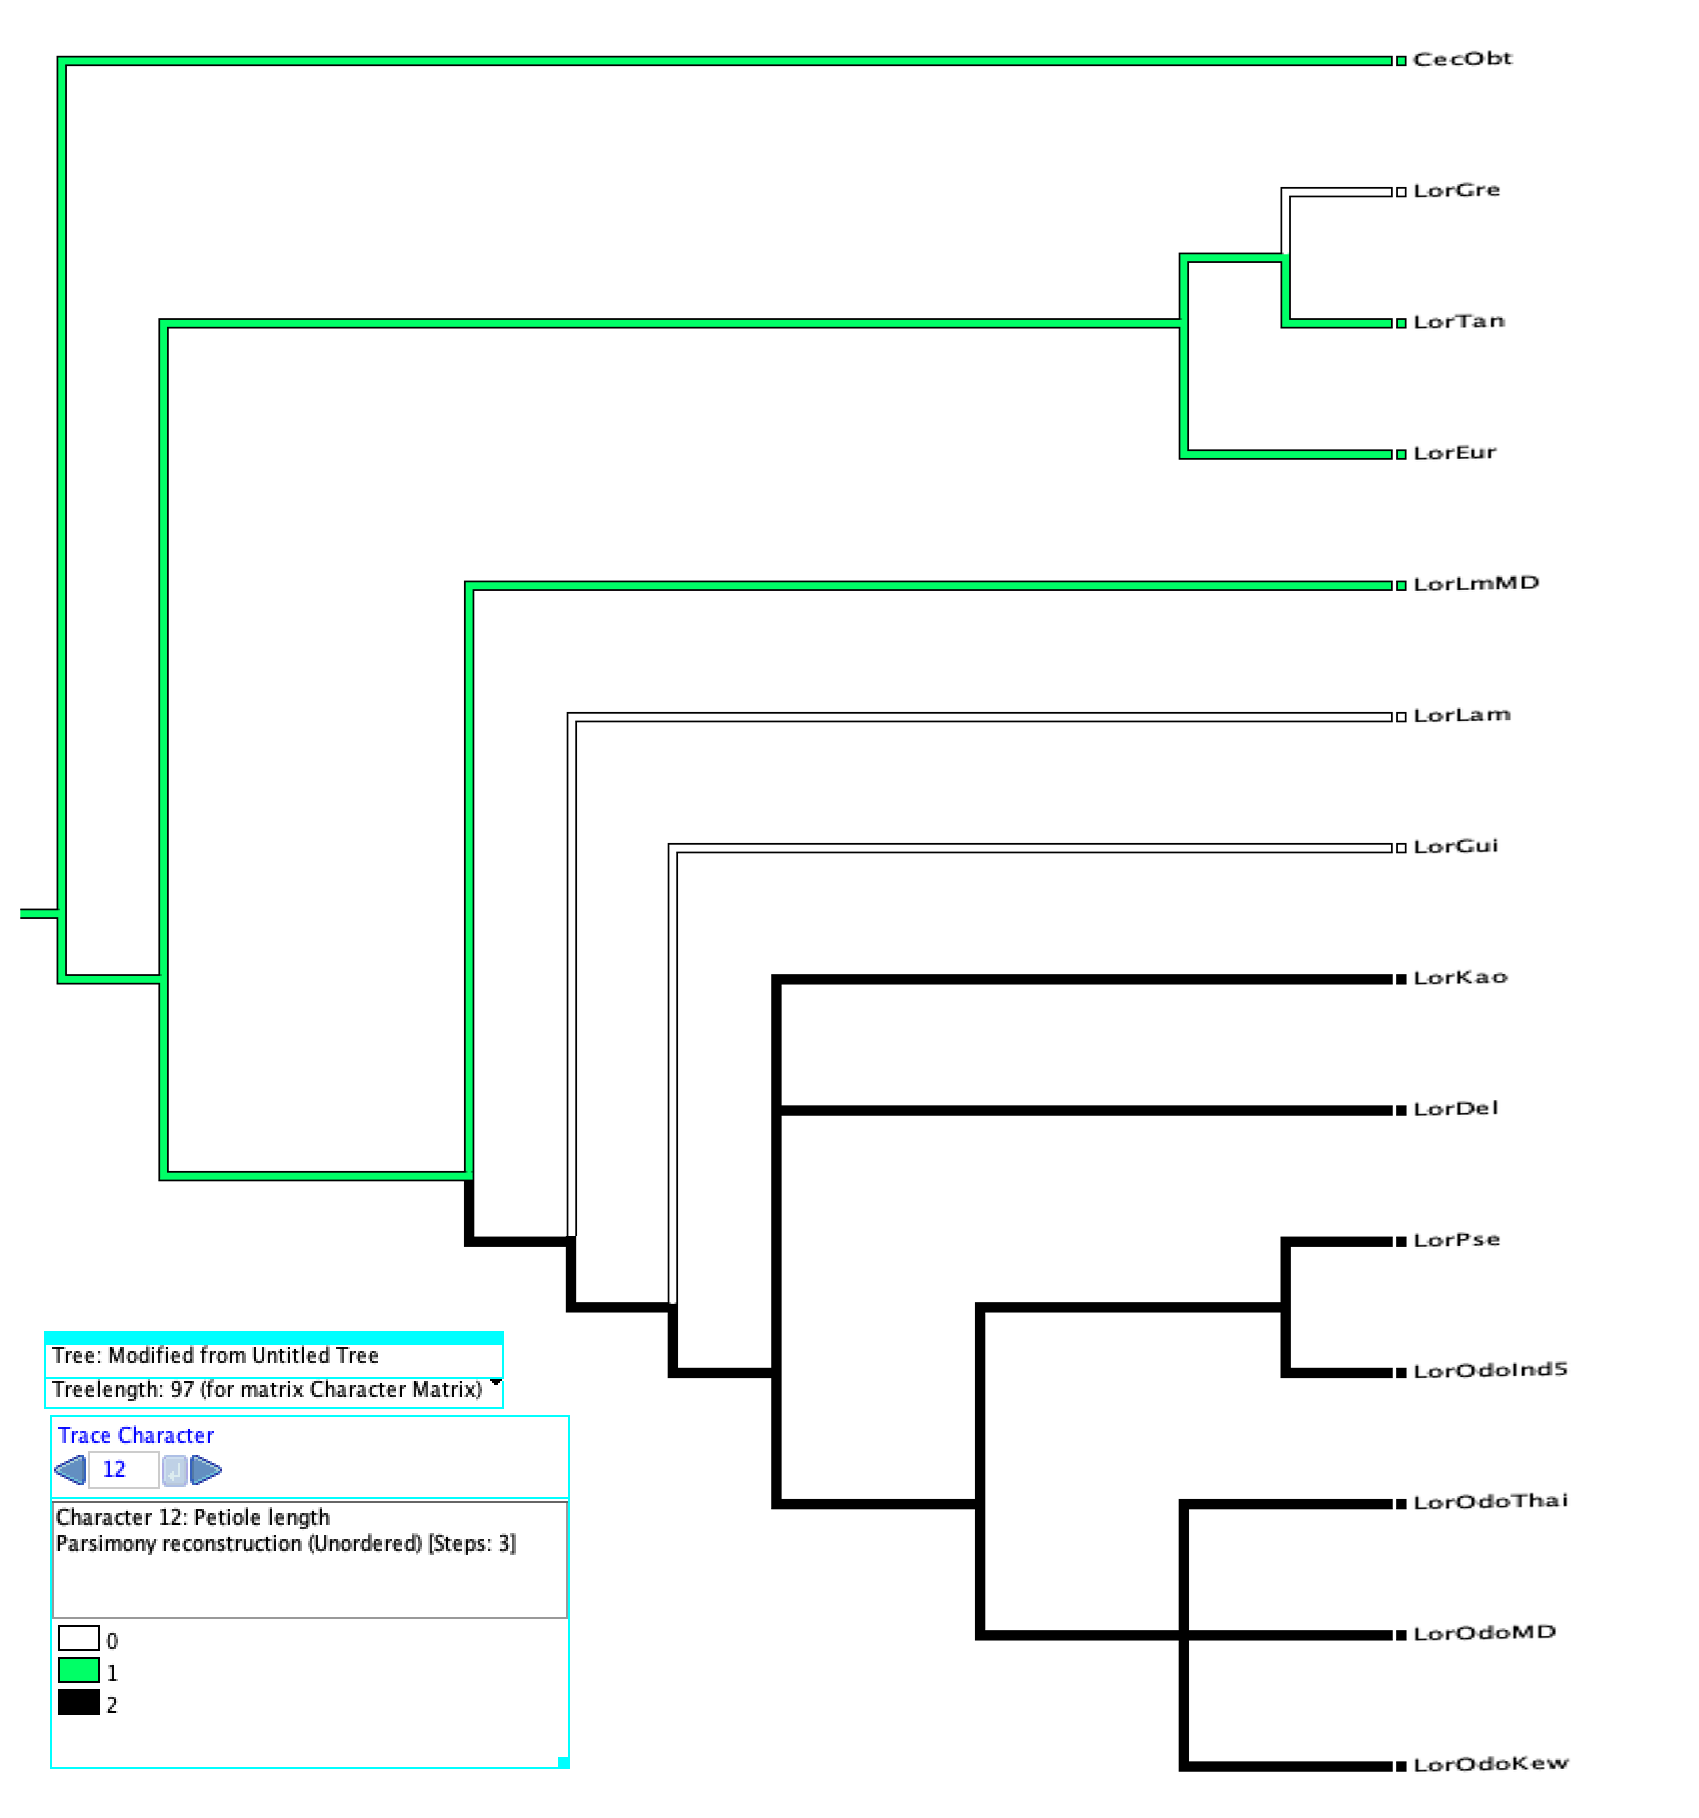 CecObt
LorGre
LorTan
LorEur
LorLmMD
LorLam
LorGui
LorKao
LorDel
LorPse
LorOdoInd5
LorOdoThai
LorOdoMD
LorOdoKew
Tree: Modified from Untitled Tree
Treelength: 97 (for matrix Character Matrix)
Trace Character
12
Character 12: Petiole length
Parsimony reconstruction (Unordered) [Steps: 3]
0
1
2